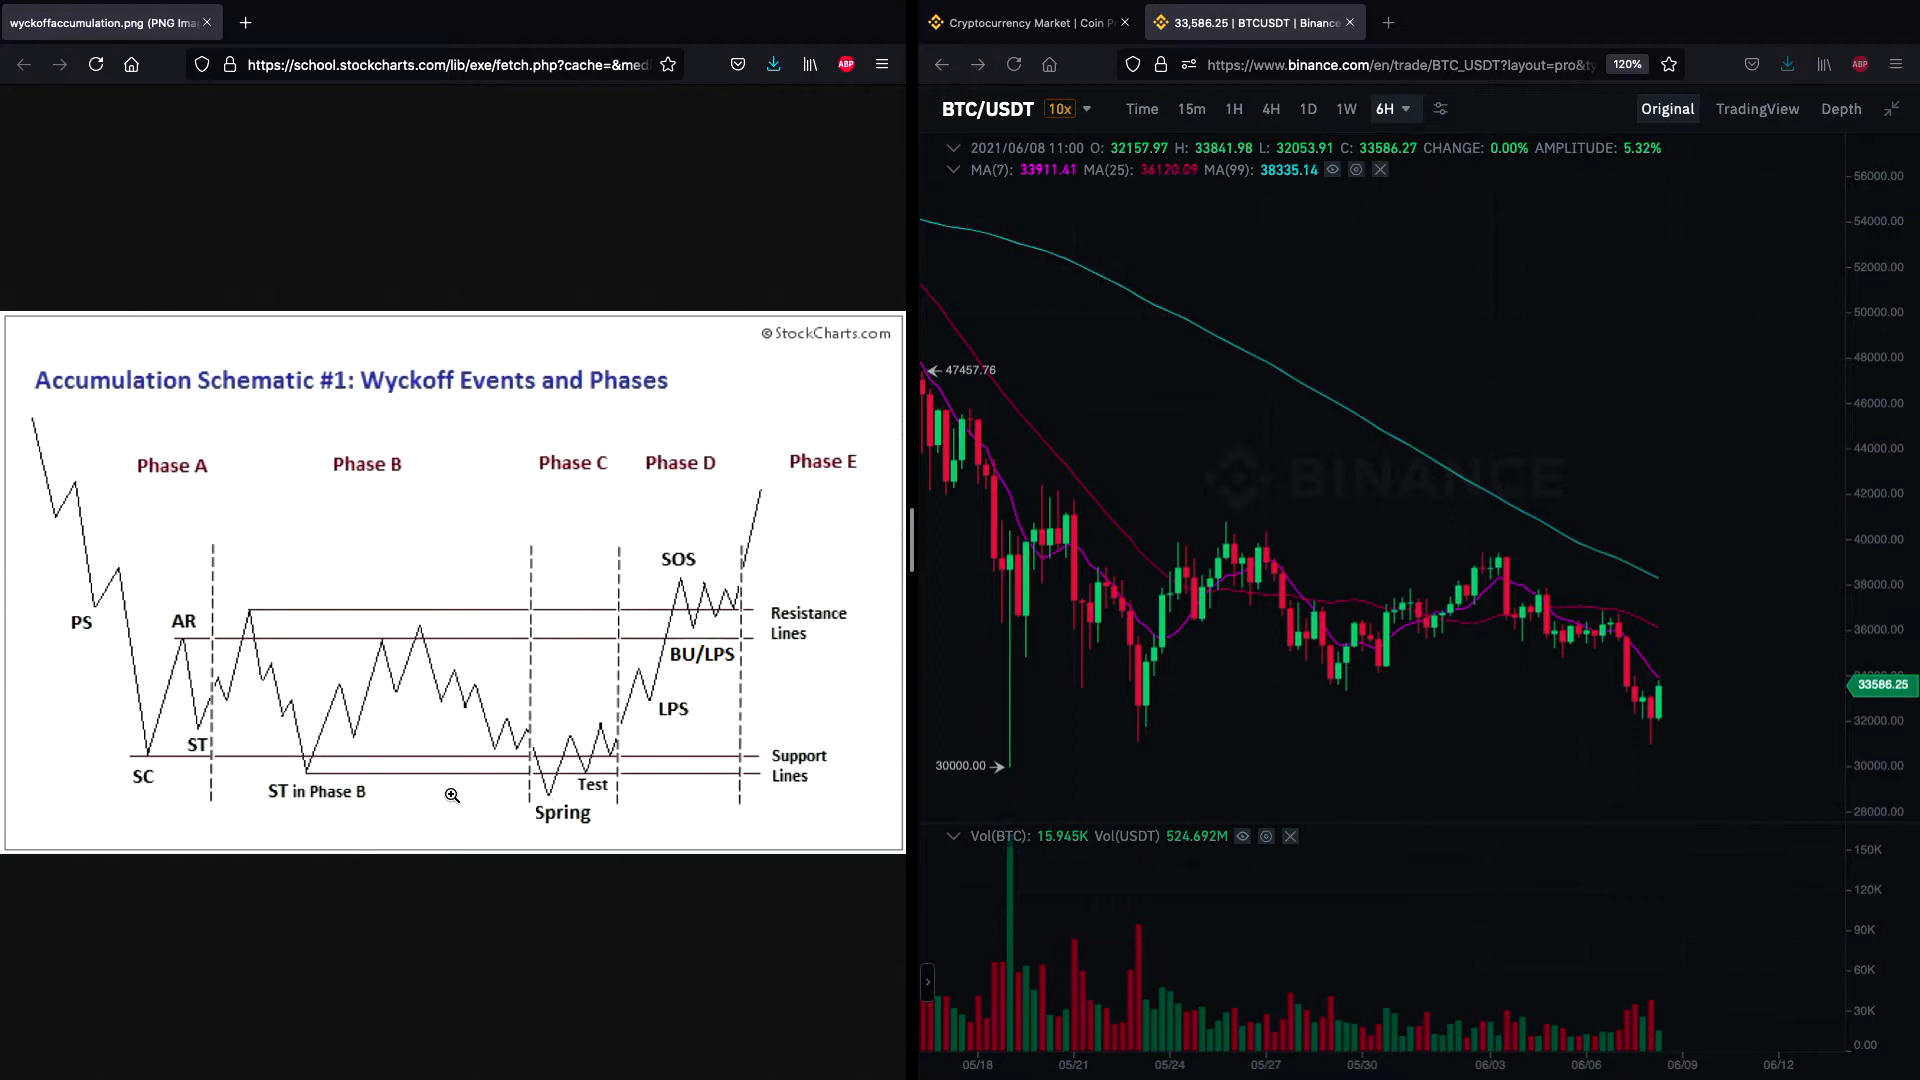 wyckoffaccumulation.png (PNG Ima
https://school.stockcharts.com/lib/exe/fetch.php?cache=&med
ABP
© StockCharts.com
Accumulation Schematic #1: Wyckoff Events and Phases
Phase A
Phase B
Phase C
Phase D
Phase E
PS
AR
SC
ST
ST in Phase B
Spring
Test
SOS
BU/LPS
LPS
Resistance
Lines
Support
Lines
Cryptocurrency Market | Coin P
33,586.25 | BTCUSDT | Binance
https://www.binance.com/en/trade/BTC_USDT?layout=pro&ty
120%
ABP
BTC/USDT 10x Time 15m 1H 4H 1D 1W 6H Original TradingView Depth
2021/06/08 11:00 O: 32157.97 H: 33841.98 L: 32053.91 C: 33586.27 CHANGE: 0.00% AMPLITUDE: 5.32%
MA(7): 33911.41 MA(25): 36120.09 MA(99): 38335.14
56000.00
54000.00
52000.00
50000.00
48000.00
47457.76
46000.00
44000.00
42000.00
BINANCE
40000.00
38000.00
36000.00
33586.25
32000.00
30000.00
30000.00
28000.00
Vol(BTC): 15.945K Vol(USDT) 524.692M
150K
120K
90K
60K
30K
0.00
05/18 05/21 05/24 05/27 05/30 06/03 06/06 06/09 06/12